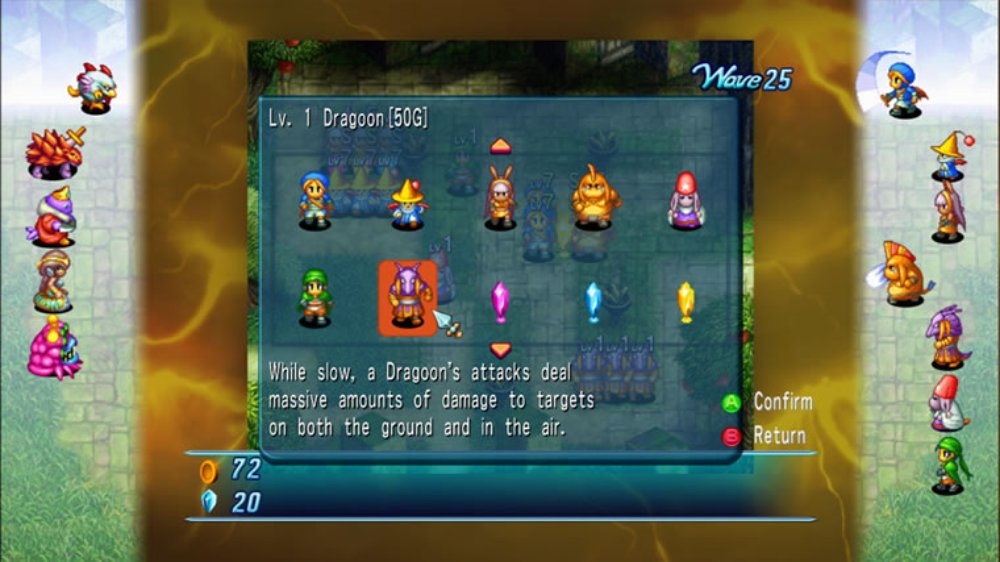 Wave 25
Lv. 1 Dragoon[50G]
While slow, a Dragoon's attacks deal
massive amounts of damage to targets
on both the ground and in the air.
A Confirm
B Return
72
20